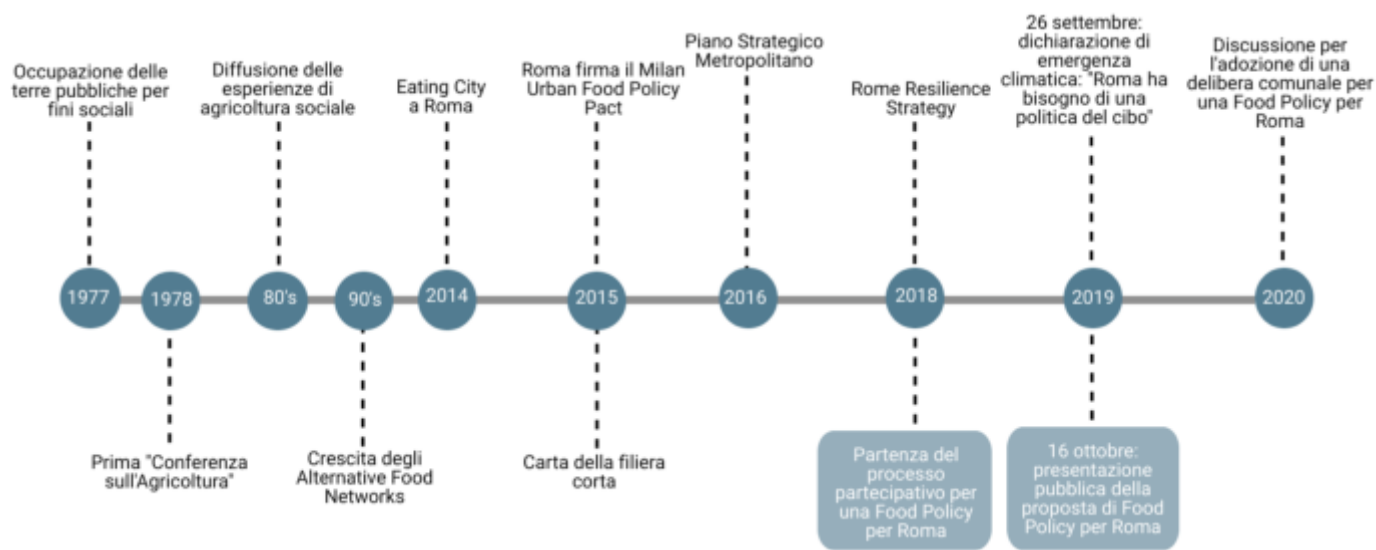 Occupazione delle
terre pubbliche per
fini sociali
Diffusione delle
esperienze di
agricoltura sociale
Eating City
a Roma
Roma firma il Milan
Urban Food Policy
Pact
Piano Strategico
Metropolitano
Rome Resilience
Strategy
26 settembre:
dichiarazione di
emergenza
climatica: "Roma ha
bisogno di una
politica del cibo"
Discussione per
l'adozione di una
delibera comunale per
una Food Policy per
Roma
1977
1978
80's
90's
2014
2015
2016
2018
2019
2020
Prima "Conferenza
sull'Agricoltura"
Crescita degli
Alternative Food
Networks
Carta della filiera
corta
Partenza del
processo
partecipativo per
una Food Policy
per Roma
16 ottobre:
presentazione
pubblica della
proposta di Food
Policy per Roma